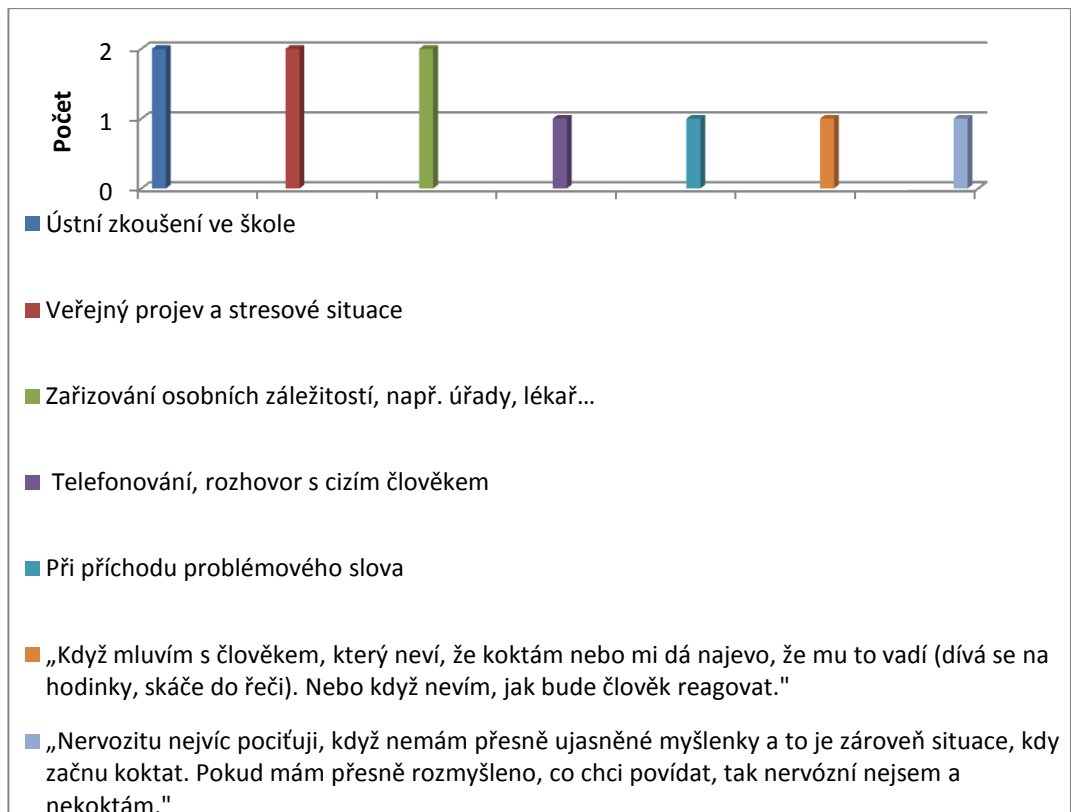 2
1
0
Počet
Ústní zkoušení ve škole
Veřejný projev a stresové situace
Zařizování osobních záležitostí, např. úřady, lékař...
Telefonování, rozhovor s cizím člověkem
Při příchodu problémového slova
„Když mluvím s člověkem, který neví, že koktám nebo mi dá najevo, že mu to vadí (dívá se na
hodinky, skáče do řeči). Nebo když nevím, jak bude člověk reagovat."
„Nervozitu nejvíc pociťuji, když nemám přesně ujasněné myšlenky a to je zároveň situace, kdy
začnu koktat. Pokud mám přesně rozmyšleno, co chci povídat, tak nervózní nejsem a
nekoktám."